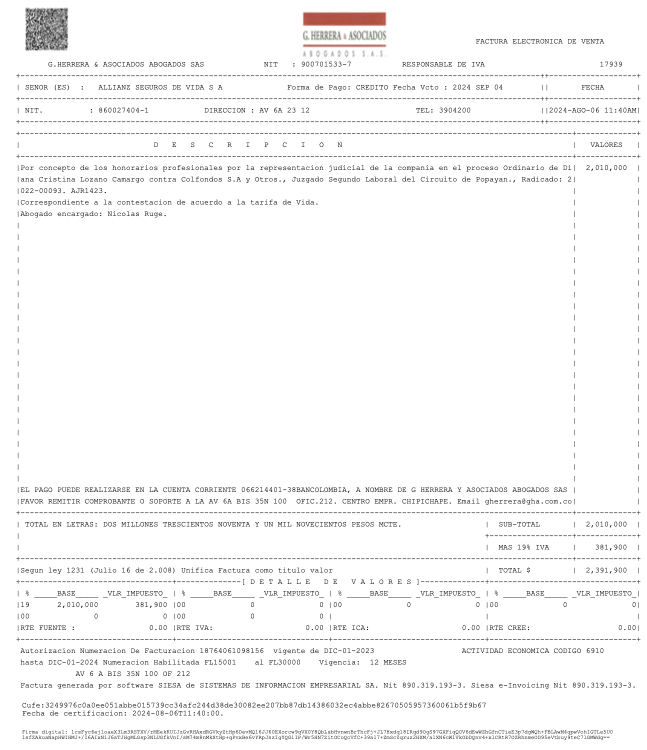 G. HERRERA & ASOCIADOS
ABOGADOS S.A.S.
FACTURA ELECTRONICA DE VENTA
G.HERRERA & ASOCIADOS ABOGADOS SAS NIT : 900701533-7 RESPONSABLE DE IVA 17939
SENOR (ES) : ALLIANZ SEGUROS DE VIDA S A Forma de Pago: CREDITO Fecha Vcto : 2024 SEP 04 || FECHA
NIT. : 860027404-1 DIRECCION : AV 6A 23 12 TEL: 3904200 ||2024-AGO-06 11:40AM|
D E S C R I P C I O N | VALORES
|Por concepto de los honorarios profesionales por la representacion judicial de la compania en el proceso Ordinario de Di| 2,010,000 |
|ana Cristina Lozano Camargo contra Colfondos S.A y Otros., Juzgado Segundo Laboral del Circuito de Popayan., Radicado: 2|
|022-00093. AJR1423.
|Correspondiente a la contestacion de acuerdo a la tarifa de Vida.
|Abogado encargado: Nicolas Ruge.
|EL PAGO PUEDE REALIZARSE EN LA CUENTA CORRIENTE 066214401-38BANCOLOMBIA, A NOMBRE DE G HERRERA Y ASOCIADOS ABOGADOS SAS |
|FAVOR REMITIR COMPROBANTE O SOPORTE A LA AV 6A BIS 35N 100 OFIC.212. CENTRO EMPR. CHIPICHAPE. Email gherrera@gha.com.co|
| TOTAL EN LETRAS: DOS MILLONES TRESCIENTOS NOVENTA Y UN MIL NOVECIENTOS PESOS MCTE. | SUB-TOTAL | 2,010,000 |
| MAS 19% IVA | 381,900 |
|Segun ley 1231 (Julio 16 de 2.008) Unifica Factura como titulo valor | TOTAL $ | 2,391,900 |
[ D E T A L L E D E V A L O R E S ]
| % _____BASE_____ _VLR_IMPUESTO_ | % _____BASE_____ _VLR_IMPUESTO_ | % _____BASE_____ _VLR_IMPUESTO_ | % _____BASE_____ _VLR_IMPUESTO_|
|19 2,010,000 381,900 |00 0 0 |00 0 0 |00 0 0|
|00 0 0 |00 0 0 | | |
|RTE FUENTE : 0.00 |RTE IVA: 0.00 |RTE ICA: 0.00 |RTE CREE: 0.00|
Autorizacion Numeracion De Facturacion 18764061098156 vigente de DIC-01-2023 ACTIVIDAD ECONOMICA CODIGO 6910
hasta DIC-01-2024 Numeracion Habilitada FL15001 al FL30000 Vigencia: 12 MESES
AV 6 A BIS 35N 100 OF 212
Factura generada por software SIESA de SISTEMAS DE INFORMACION EMPRESARIAL SA. Nit 890.319.193-3. Siesa e-Invoicing Nit 890.319.193-3.
Cufe:3249976c0a0ee051abbe015739cc34afc244d38de30082ee207bb87db14386032ec4abbe82670505957360061b5f9b67
Fecha de certificacion: 2024-08-06T11:40:00.
Firma digital: